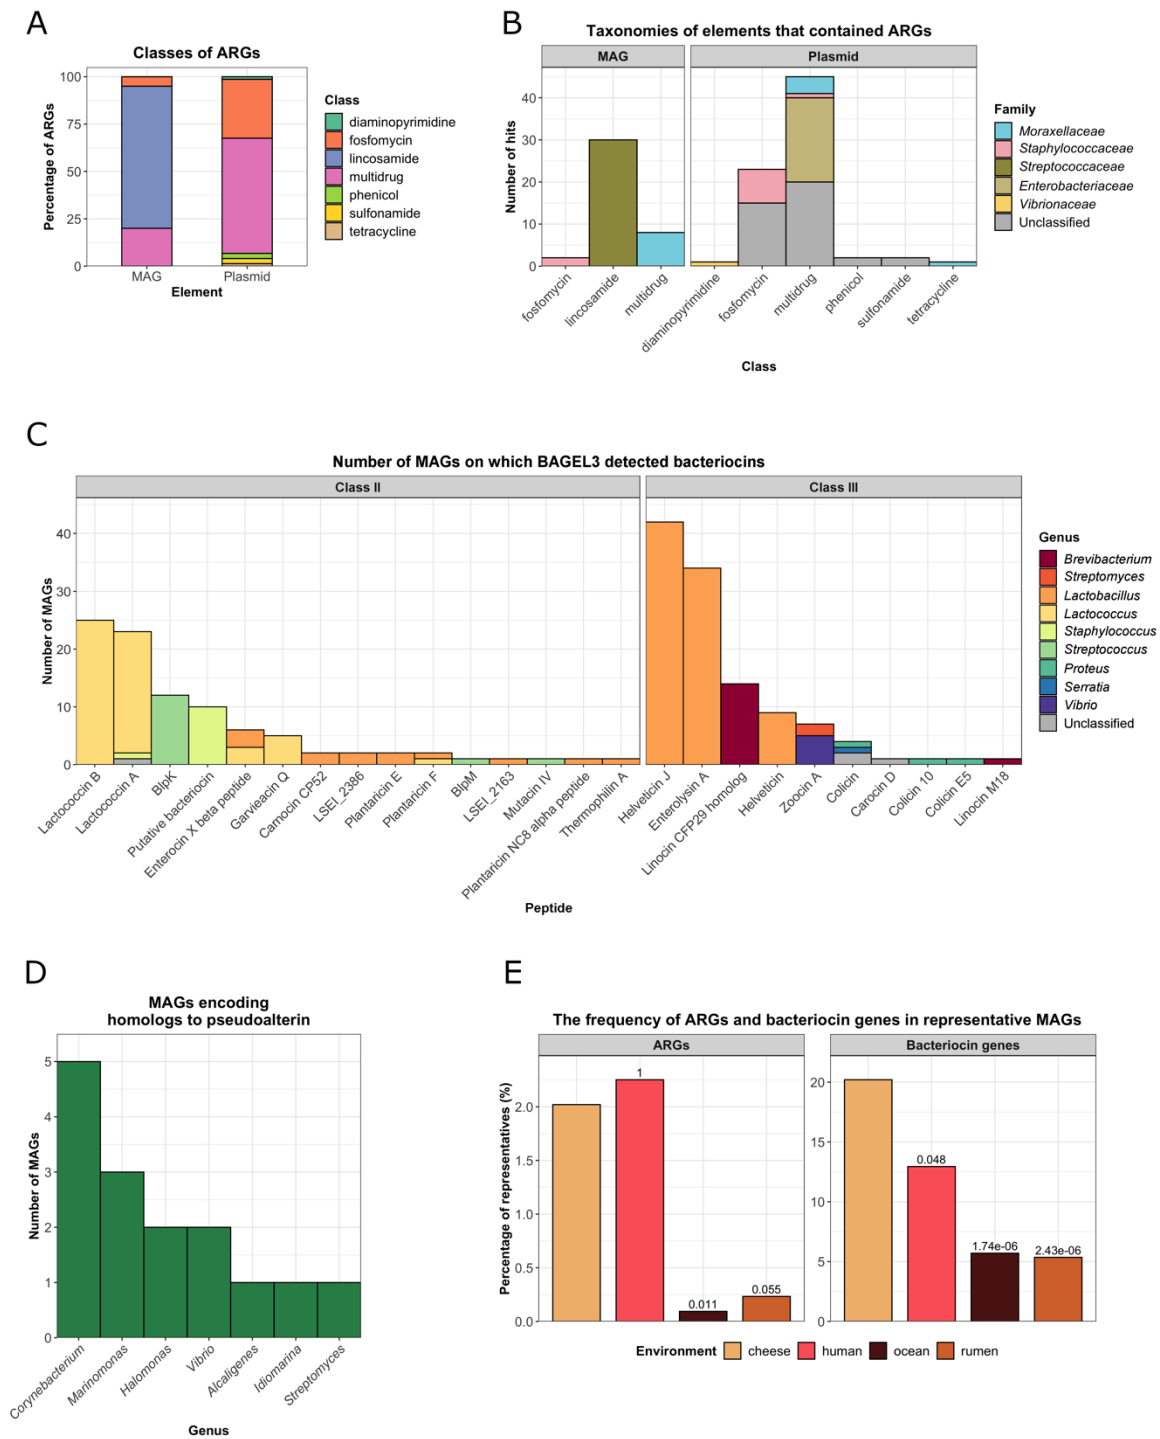 A
Classes of ARGs
Percentage of ARGs
100
75
50
25
0
MAG
Plasmid
Element
Class
diaminopyrimidine
fosfomycin
lincosamide
multidrug
phenicol
sulfonamide
tetracycline
B
Taxonomies of elements that contained ARGs
MAG
Plasmid
Number of hits
40
30
20
10
0
fosfomycin
lincosamide
multidrug
diaminopyrimidine
fosfomycin
multidrug
phenicol
sulfonamide
tetracycline
Class
Family
Moraxellaceae
Staphylococcaceae
Streptococcaceae
Enterobacteriaceae
Vibrionaceae
Unclassified
C
Number of MAGs on which BAGEL3 detected bacteriocins
Class II
Class III
Number of MAGs
40
30
20
10
0
Lactococcin B
Lactococcin A
BlpK
Putative bacteriocin
Enterocin X beta peptide
Garvieacin Q
Carnocin CP52
LSEI_2386
Plantaricin E
Plantaricin F
BlpM
LSEI_2163
Mutacin IV
Plantaricin NC8 alpha peptide
Thermophilin A
Helveticin J
Enterolysin A
Linocin CFP29 homolog
Helveticin
Zoocin A
Colicin
Carocin D
Colicin 10
Colicin E5
Linocin M18
Peptide
Genus
Brevibacterium
Streptomyces
Lactobacillus
Lactococcus
Staphylococcus
Streptococcus
Proteus
Serratia
Vibrio
Unclassified
D
MAGs encoding
homologs to pseudoalterin
Number of MAGs
5
4
3
2
1
0
Corynebacterium
Marinomonas
Halomonas
Vibrio
Alcaligenes
Idiomarina
Streptomyces
Genus
E
The frequency of ARGs and bacteriocin genes in representative MAGs
ARGs
Bacteriocin genes
Percentage of representatives (%)
2.0
1.5
1.0
0.5
0.0
1
0.011
0.055
20
15
10
5
0
0.048
1.74e-06
2.43e-06
Environment
cheese
human
ocean
rumen